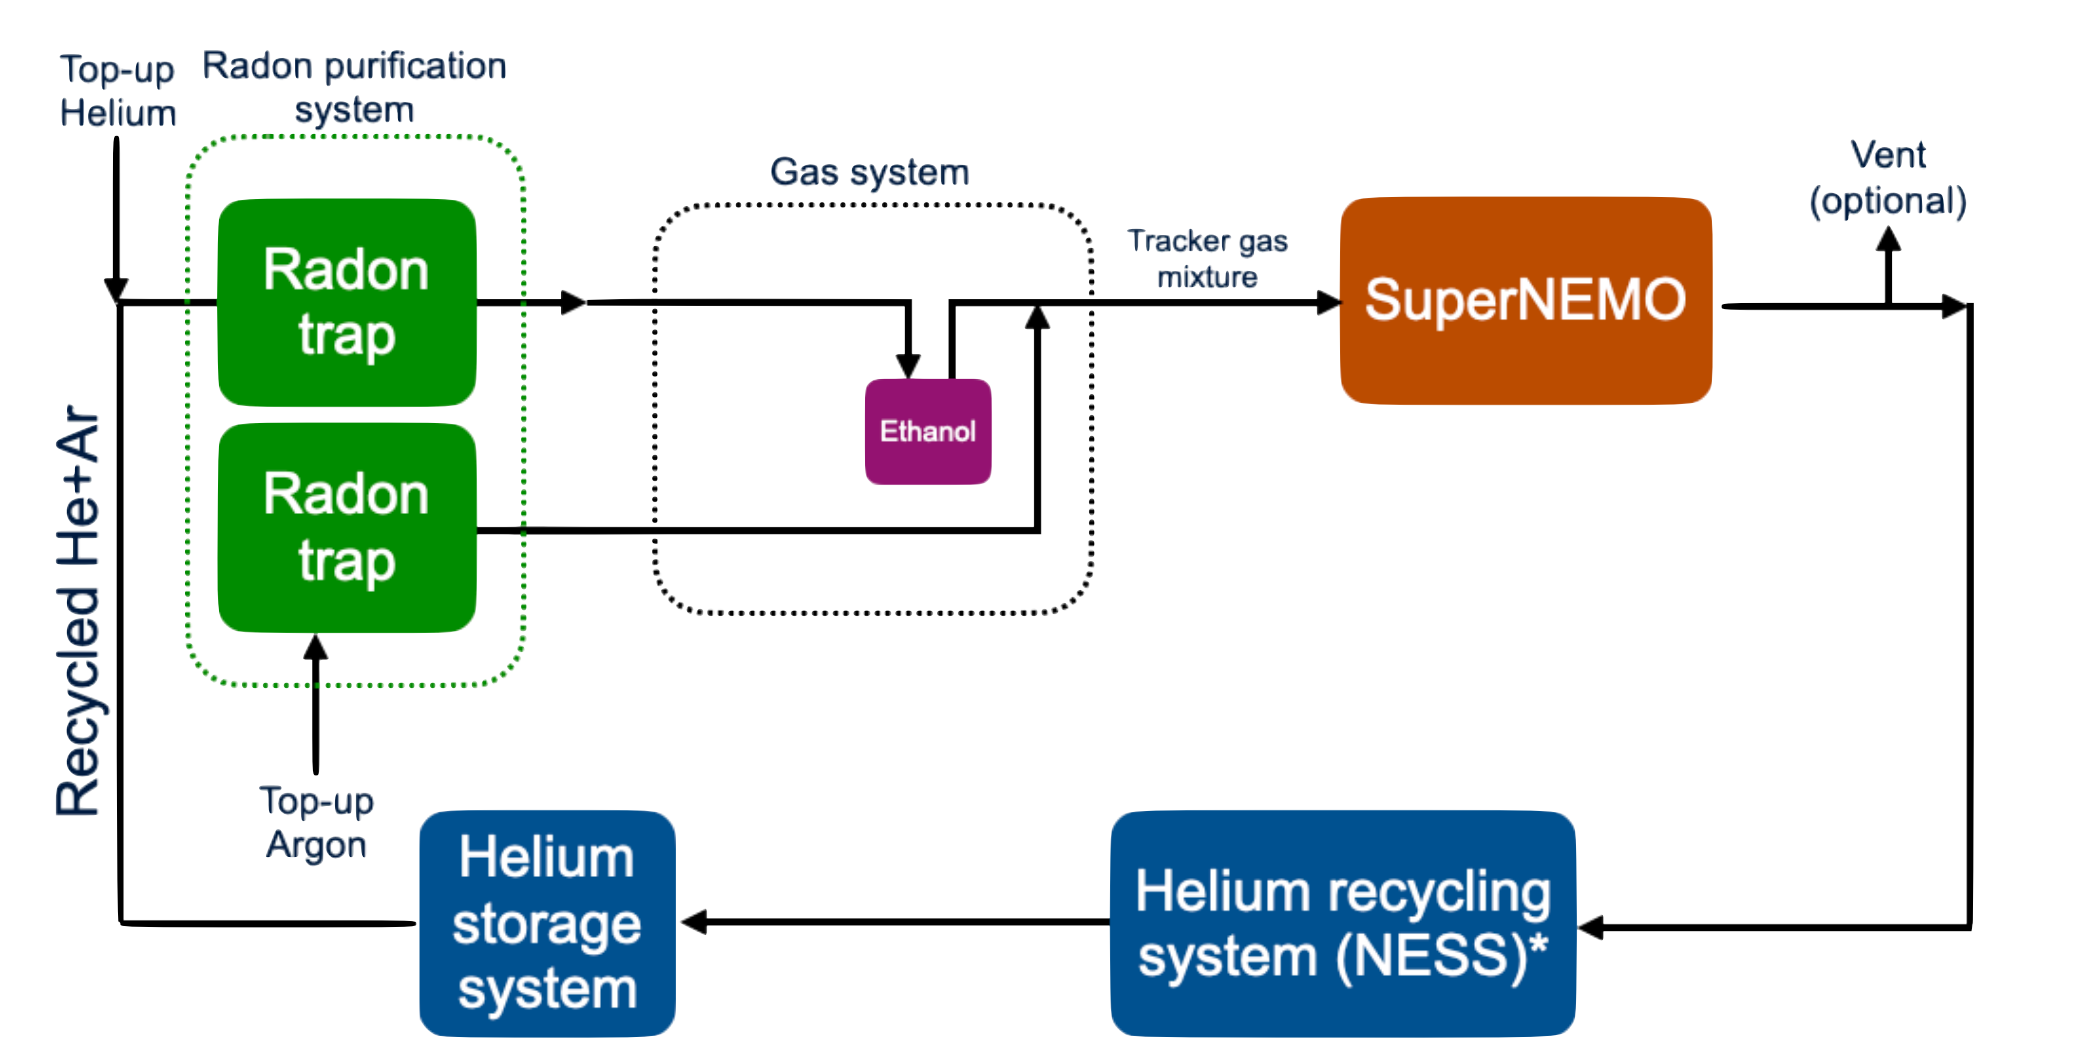 Top-up
Helium
Radon purification
system
Radon
trap
Radon
trap
Top-up
Argon
Recycled He+Ar
Gas system
Ethanol
Tracker gas
mixture
SuperNEMO
Vent
(optional)
Helium
storage
system
Helium recycling
system (NESS)*